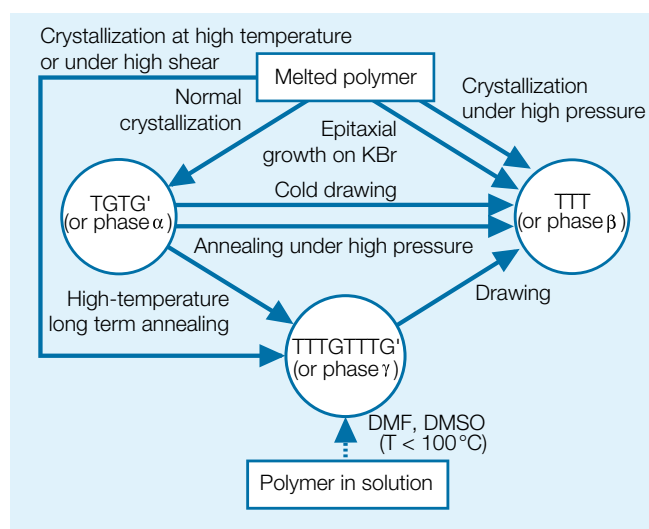 Crystallization at high temperature
or under high shear
Melted polymer
Normal
crystallization
Epitaxial
growth on KBr
Crystallization
under high pressure
TGTG'
(or phase α)
Cold drawing
TTT
(or phase β)
Annealing under high pressure
High-temperature
long term annealing
Drawing
TTTGTTTG'
(or phase γ)
DMF, DMSO
(T < 100 °C)
Polymer in solution